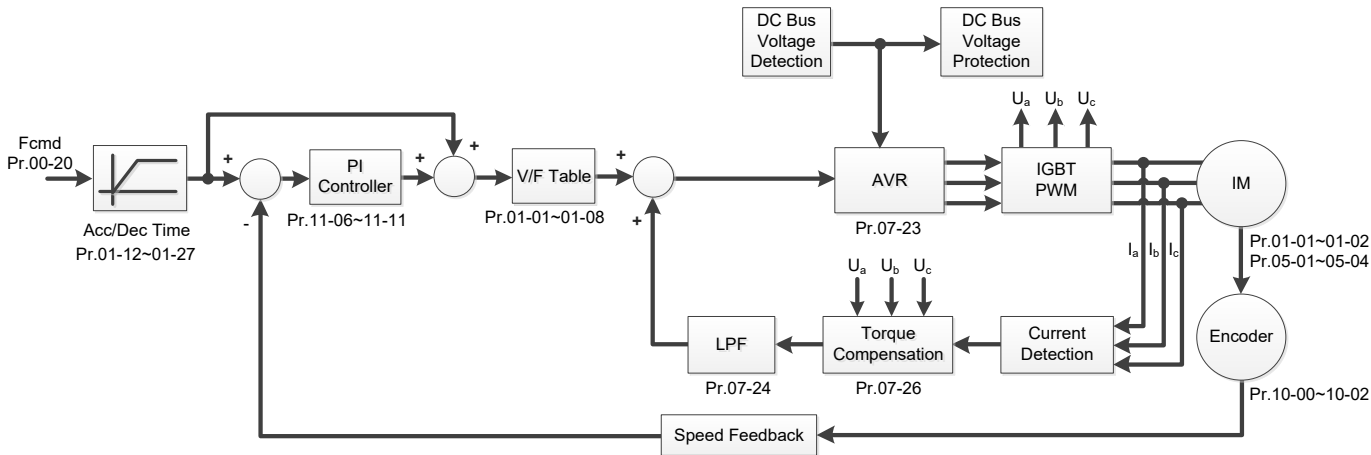 DC Bus
Voltage
Detection
DC Bus
Voltage
Protection
Ua
Ub
Uc
Fcmd
Pr.00-20
+
PI
Controller
+
+
V/F Table
+
AVR
IGBT
PWM
IM
Acc/Dec Time
Pr.01-12~01-27
-
Pr.11-06~11-11
Pr.01-01~01-08
+
Pr.07-23
Ia
Ib
Ic
Pr.01-01~01-02
Pr.05-01~05-04
Ua
Ub
Uc
LPF
Torque
Compensation
Current
Detection
Encoder
Pr.07-24
Pr.07-26
Pr.10-00~10-02
Speed Feedback